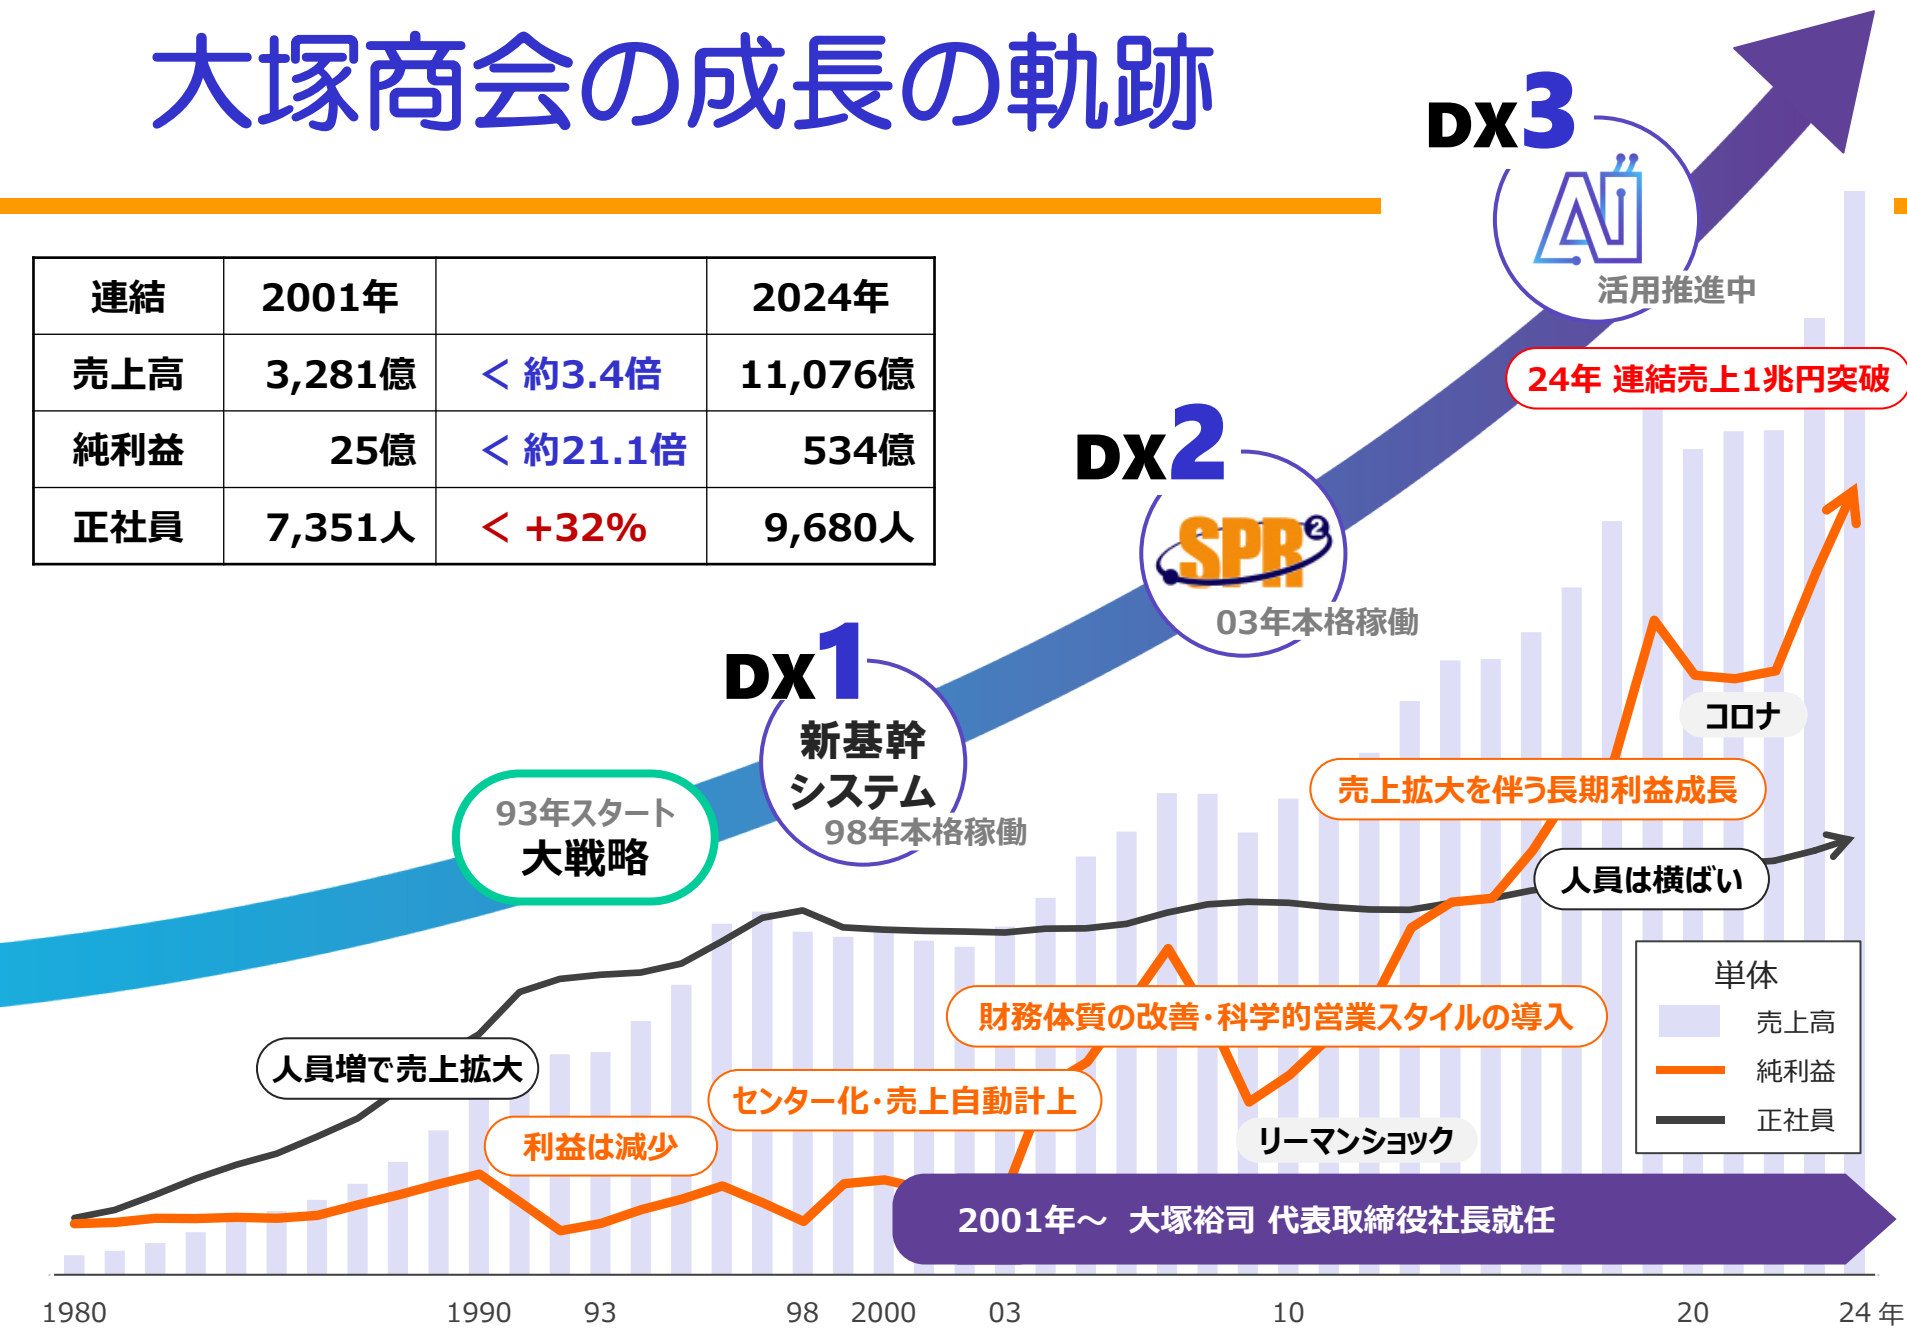 大塚商会の成長の軌跡
DX3
AI
活用推進中
連結 2001年 2024年
売上高 3,281億 < 約3.4倍 11,076億
純利益 25億 < 約21.1倍 534億
正社員 7,351人 < +32% 9,680人
24年 連結売上1兆円突破
DX2
SPR2
03年本格稼働
DX1
新基幹
システム
98年本格稼働
93年スタート
大戦略
コロナ
売上拡大を伴う長期利益成長
人員は横ばい
財務体質の改善・科学的営業スタイルの導入
人員増で売上拡大
センター化・売上自動計上
利益は減少
リーマンショック
単体
売上高
純利益
正社員
2001年～ 大塚裕司 代表取締役社長就任
1980 1990 93 98 2000 03 10 20 24 年